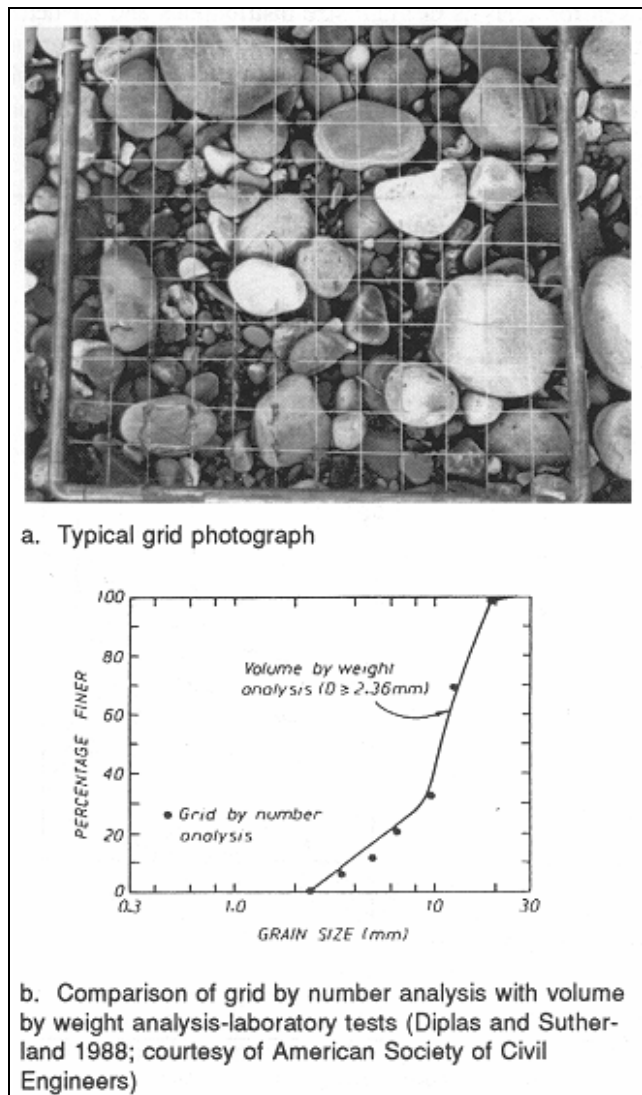 a. Typical grid photograph
100
80
60
40
20
0
PERCENTAGE FINER
Volume by weight
analysis (D ≥ 2.36mm)
• Grid by number
analysis
0.3
1.0
10
30
GRAIN SIZE (mm)
b. Comparison of grid by number analysis with volume
by weight analysis-laboratory tests (Diplas and Suther-
land 1988; courtesy of American Society of Civil
Engineers)